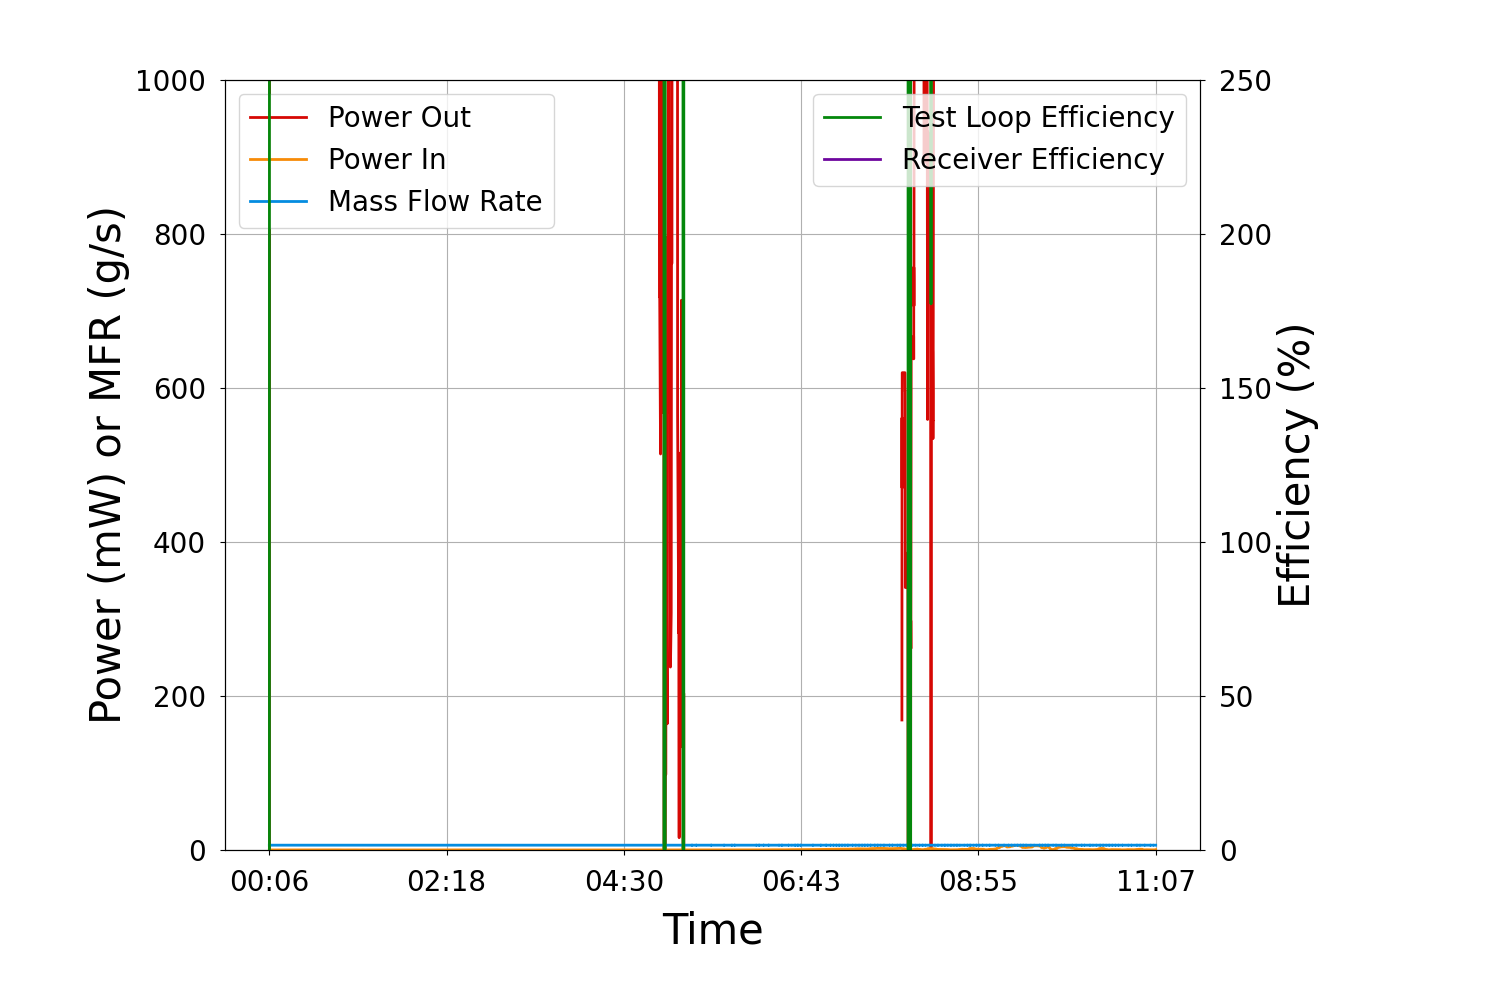 1000
800
600
400
200
0
250
200
150
100
50
0
Power Out
Power In
Mass Flow Rate
Test Loop Efficiency
Receiver Efficiency
Power (mW) or MFR (g/s)
Efficiency (%)
00:06 02:18 04:30 06:43 08:55 11:07
Time